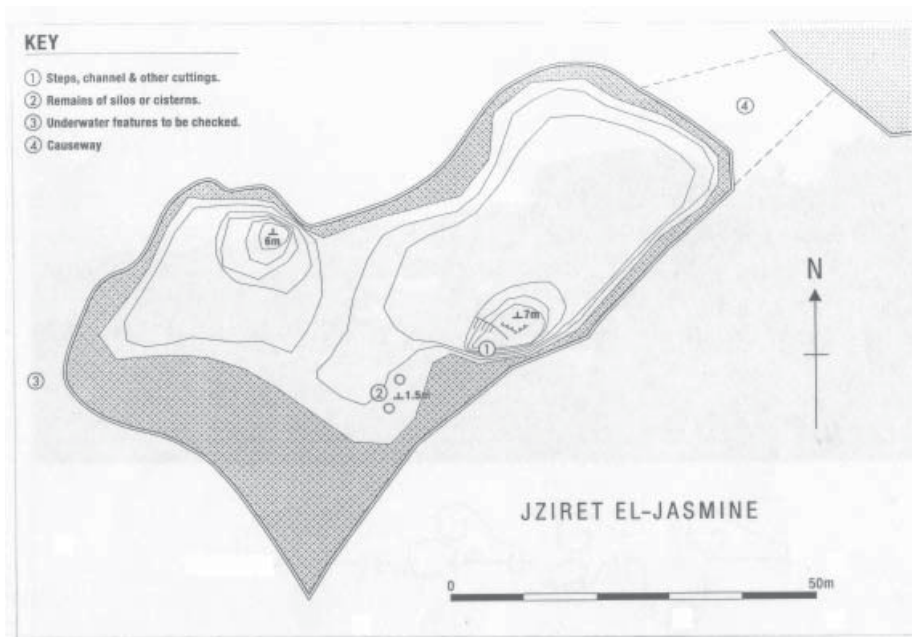 KEY
① Steps, channel & other cuttings.
② Remains of silos or cisterns.
③ Underwater features to be checked.
④ Causeway
④
6m
N
7m
①
③
②
1.5m
JZIRET EL-JASMINE
0
50m